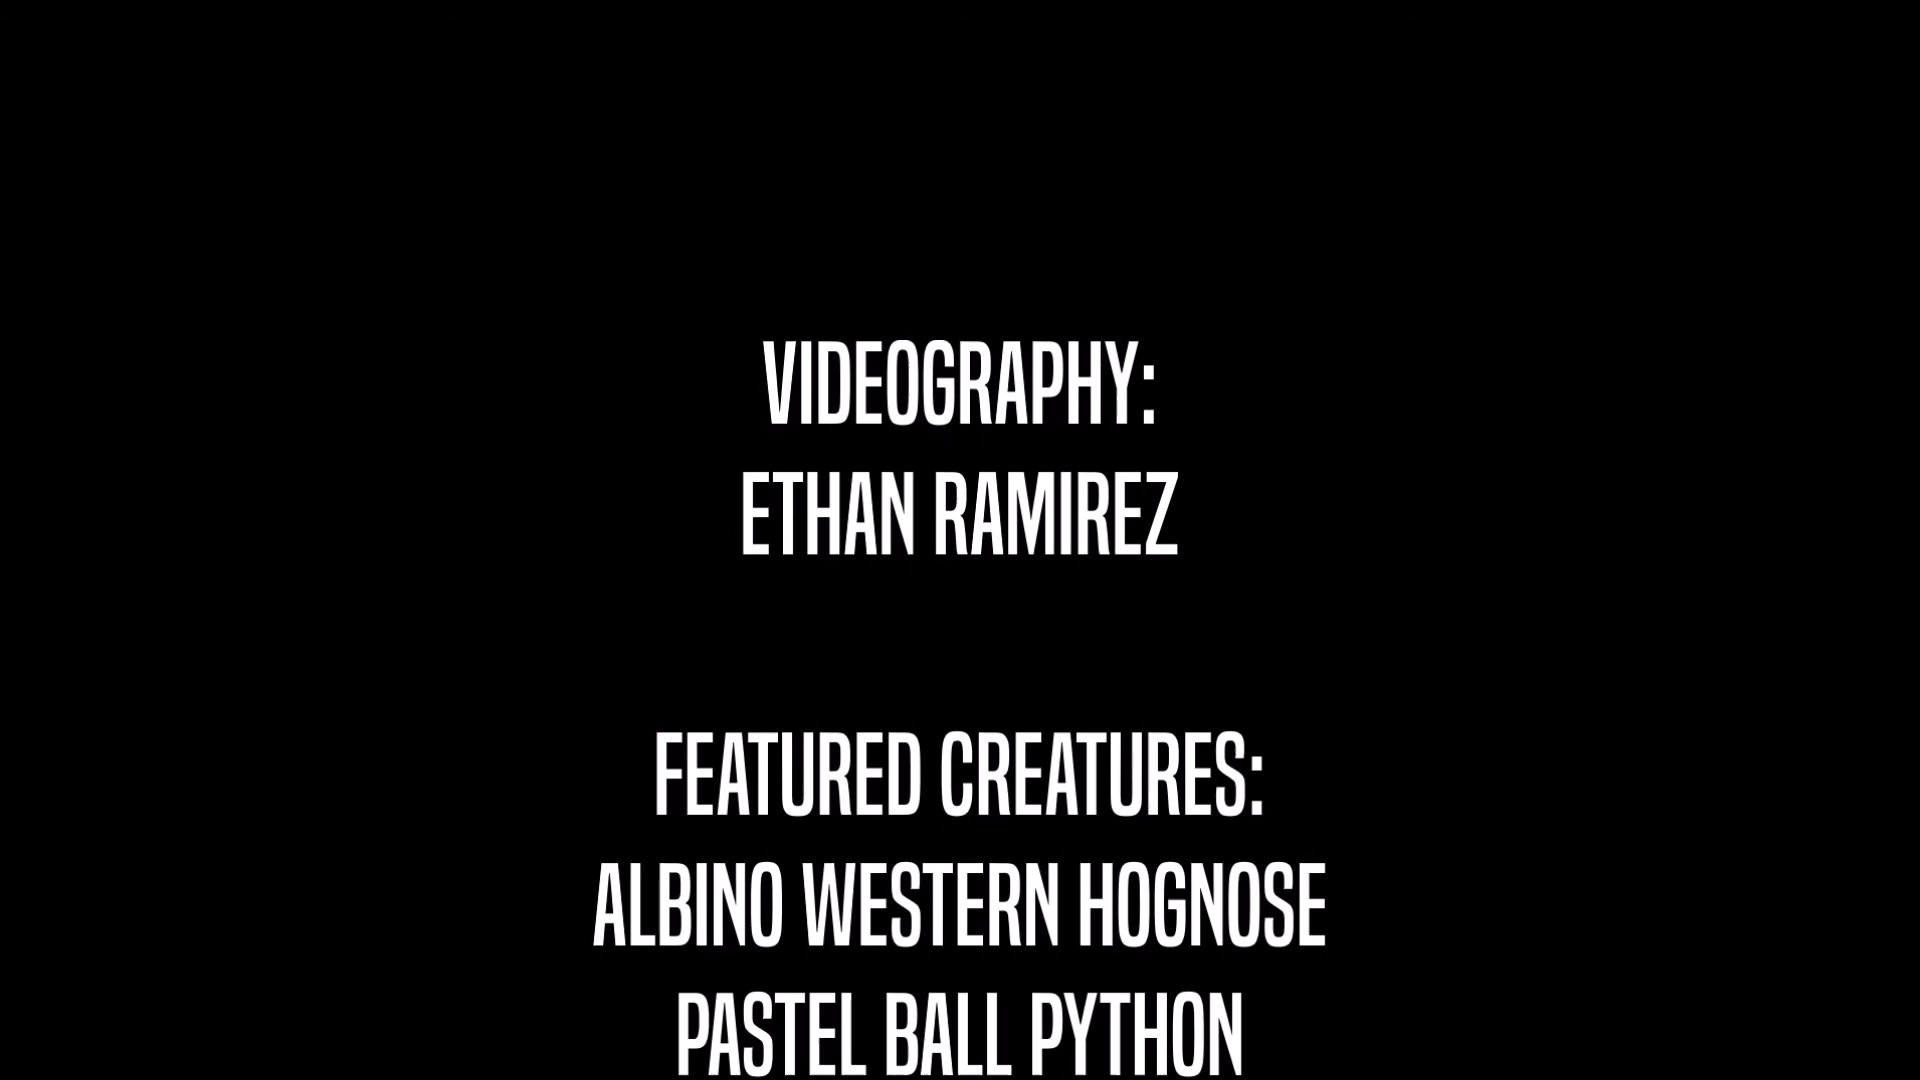 VIDEOGRAPHY:
ETHAN RAMIREZ
FEATURED CREATURES:
ALBINO WESTERN HOGNOSE
PASTEL BALL PYTHON